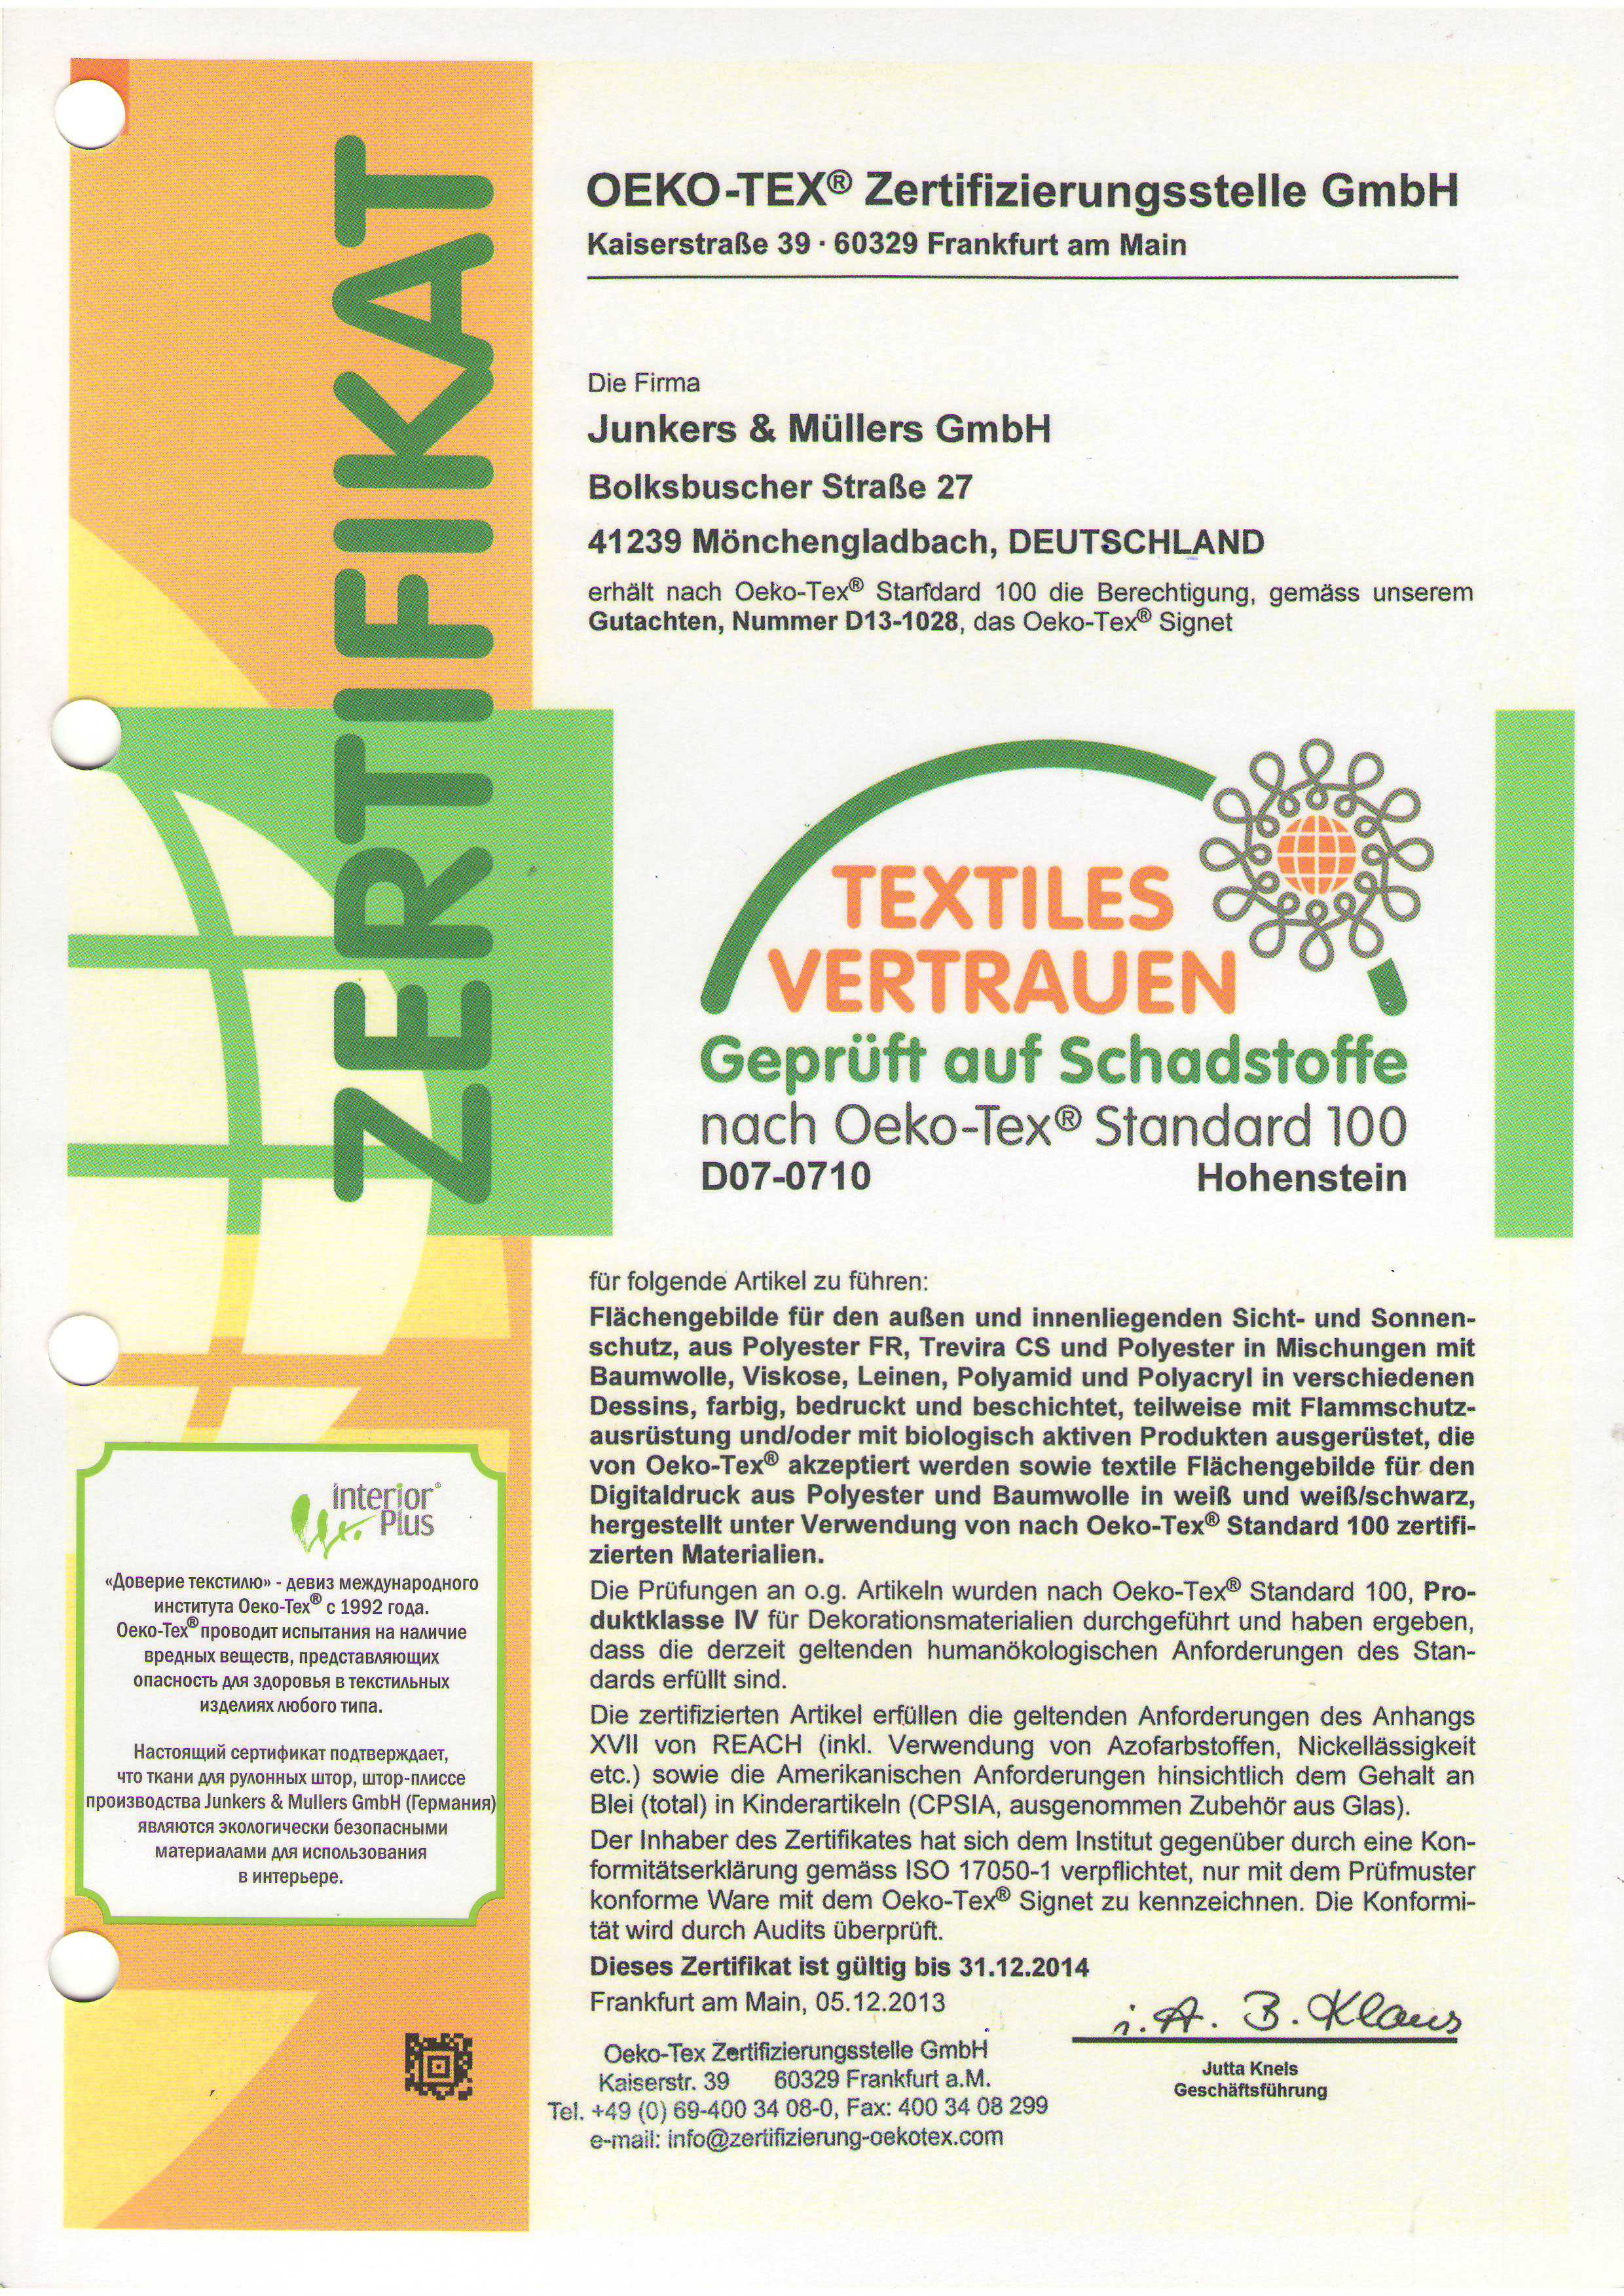 ZERTIFIKAT
OEKO-TEX® Zertifizierungsstelle GmbH
Kaiserstraße 39 · 60329 Frankfurt am Main
Die Firma
Junkers & Müllers GmbH
Bolksbuscher Straße 27
41239 Mönchengladbach, DEUTSCHLAND
erhält nach Oeko-Tex® Standard 100 die Berechtigung, gemäss unserem
Gutachten, Nummer D13-1028, das Oeko-Tex® Signet
TEXTILES
VERTRAUEN
Geprüft auf Schadstoffe
nach Oeko-Tex® Standard 100
D07-0710 Hohenstein
für folgende Artikel zu führen:
Flächengebilde für den außen und innenliegenden Sicht- und Sonnen-
schutz, aus Polyester FR, Trevira CS und Polyester in Mischungen mit
Baumwolle, Viskose, Leinen, Polyamid und Polyacryl in verschiedenen
Dessins, farbig, bedruckt und beschichtet, teilweise mit Flammschutz-
ausrüstung und/oder mit biologisch aktiven Produkten ausgerüstet, die
von Oeko-Tex® akzeptiert werden sowie textile Flächengebilde für den
Digitaldruck aus Polyester und Baumwolle in weiß und weiß/schwarz,
hergestellt unter Verwendung von nach Oeko-Tex® Standard 100 zertifi-
zierten Materialien.
Die Prüfungen an o.g. Artikeln wurden nach Oeko-Tex® Standard 100, Pro-
duktklasse IV für Dekorationsmaterialien durchgeführt und haben ergeben,
dass die derzeit geltenden humanökologischen Anforderungen des Stan-
dards erfüllt sind.
Die zertifizierten Artikel erfüllen die geltenden Anforderungen des Anhangs
XVII von REACH (inkl. Verwendung von Azofarbstoffen, Nickellässigkeit
etc.) sowie die Amerikanischen Anforderungen hinsichtlich dem Gehalt an
Blei (total) in Kinderartikeln (CPSIA, ausgenommen Zubehör aus Glas).
Der Inhaber des Zertifikates hat sich dem Institut gegenüber durch eine Kon-
formitätserklärung gemäss ISO 17050-1 verpflichtet, nur mit dem Prüfmuster
konforme Ware mit dem Oeko-Tex® Signet zu kennzeichnen. Die Konformi-
tät wird durch Audits überprüft.
Dieses Zertifikat ist gültig bis 31.12.2014
Frankfurt am Main, 05.12.2013
i. A. B. Klaus
Jutta Knels
Geschäftsführung
Oeko-Tex Zertifizierungsstelle GmbH
Kaiserstr. 39 60329 Frankfurt a.M.
Tel. +49 (0) 69-400 34 08-0, Fax: 400 34 08 299
e-mail: info@zertifizierung-oekotex.com
interior®
Plus
«Доверие текстилю» - девиз международного
института Oeко-Tex® с 1992 года.
Oeко-Tex® проводит испытания на наличие
вредных веществ, представляющих
опасность для здоровья в текстильных
изделиях любого типа.
Настоящий сертификат подтверждает,
что ткани для рулонных штор, штор-плиссе
производства Junkers & Mullers GmbH (Германия)
являются экологически безопасными
материалами для использования
в интерьере.